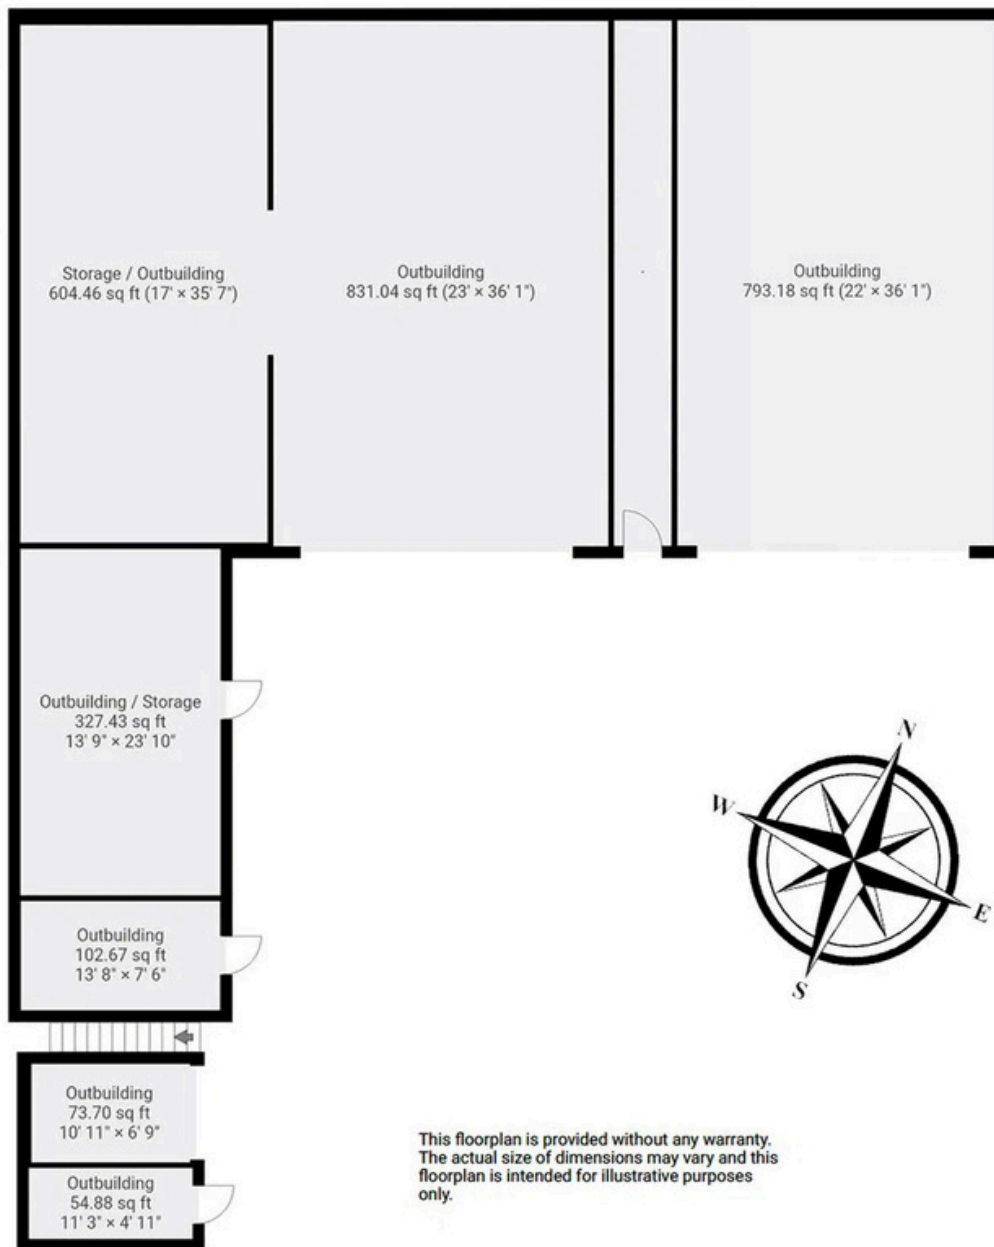 Storage / Outbuilding
604.46 sq ft (17' × 35' 7")
Outbuilding
831.04 sq ft (23' × 36' 1")
Outbuilding
793.18 sq ft (22' × 36' 1")
Outbuilding / Storage
327.43 sq ft
13' 9" × 23' 10"
N
W
E
S
Outbuilding
102.67 sq ft
13' 8" × 7' 6"
Outbuilding
73.70 sq ft
10' 11" × 6' 9"
Outbuilding
54.88 sq ft
11' 3" × 4' 11"
This floorplan is provided without any warranty.
The actual size of dimensions may vary and this
floorplan is intended for illustrative purposes
only.